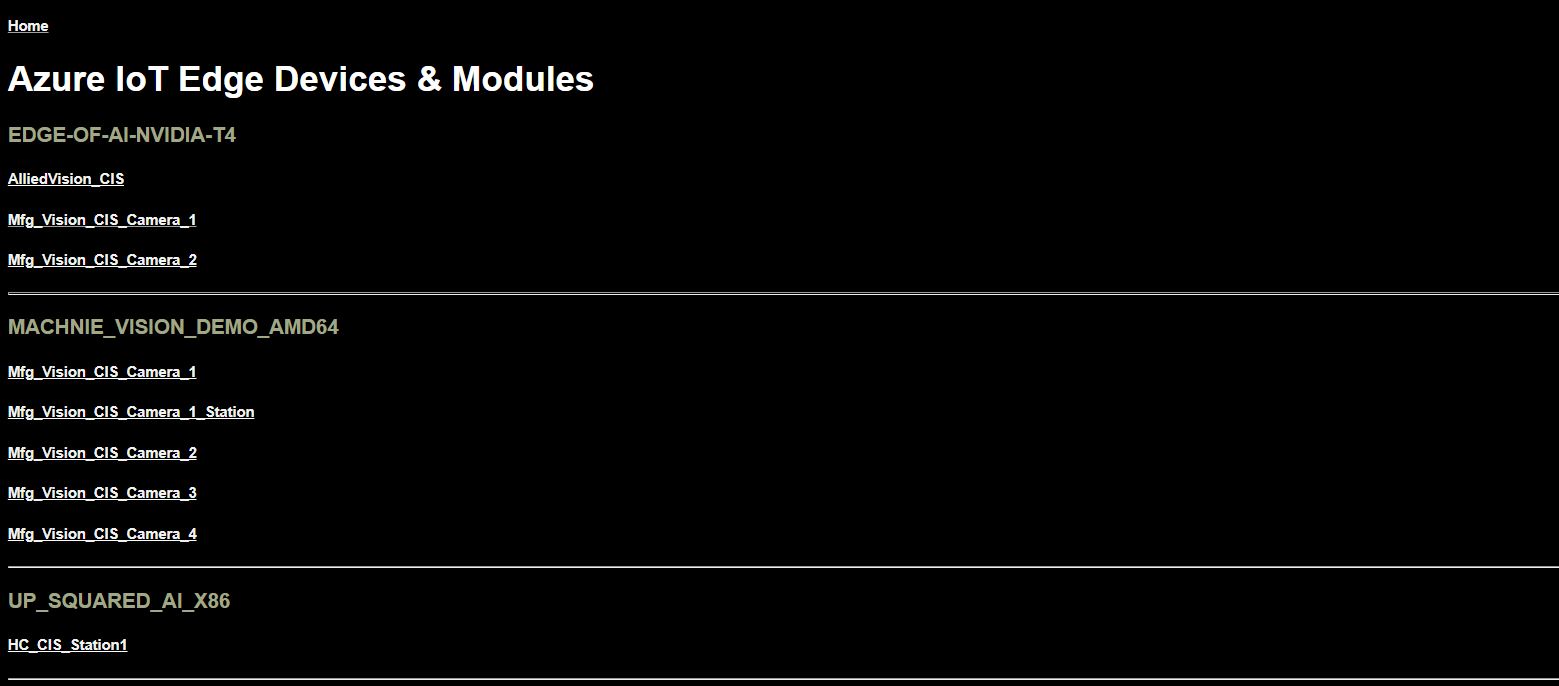 Home
Azure IoT Edge Devices & Modules
EDGE-OF-AI-NVIDIA-T4
AlliedVision_CIS
Mfg_Vision_CIS_Camera_1
Mfg_Vision_CIS_Camera_2
MACHNIE_VISION_DEMO_AMD64
Mfg_Vision_CIS_Camera_1
Mfg_Vision_CIS_Camera_1_Station
Mfg_Vision_CIS_Camera_2
Mfg_Vision_CIS_Camera_3
Mfg_Vision_CIS_Camera_4
UP_SQUARED_AI_X86
HC_CIS_Station1